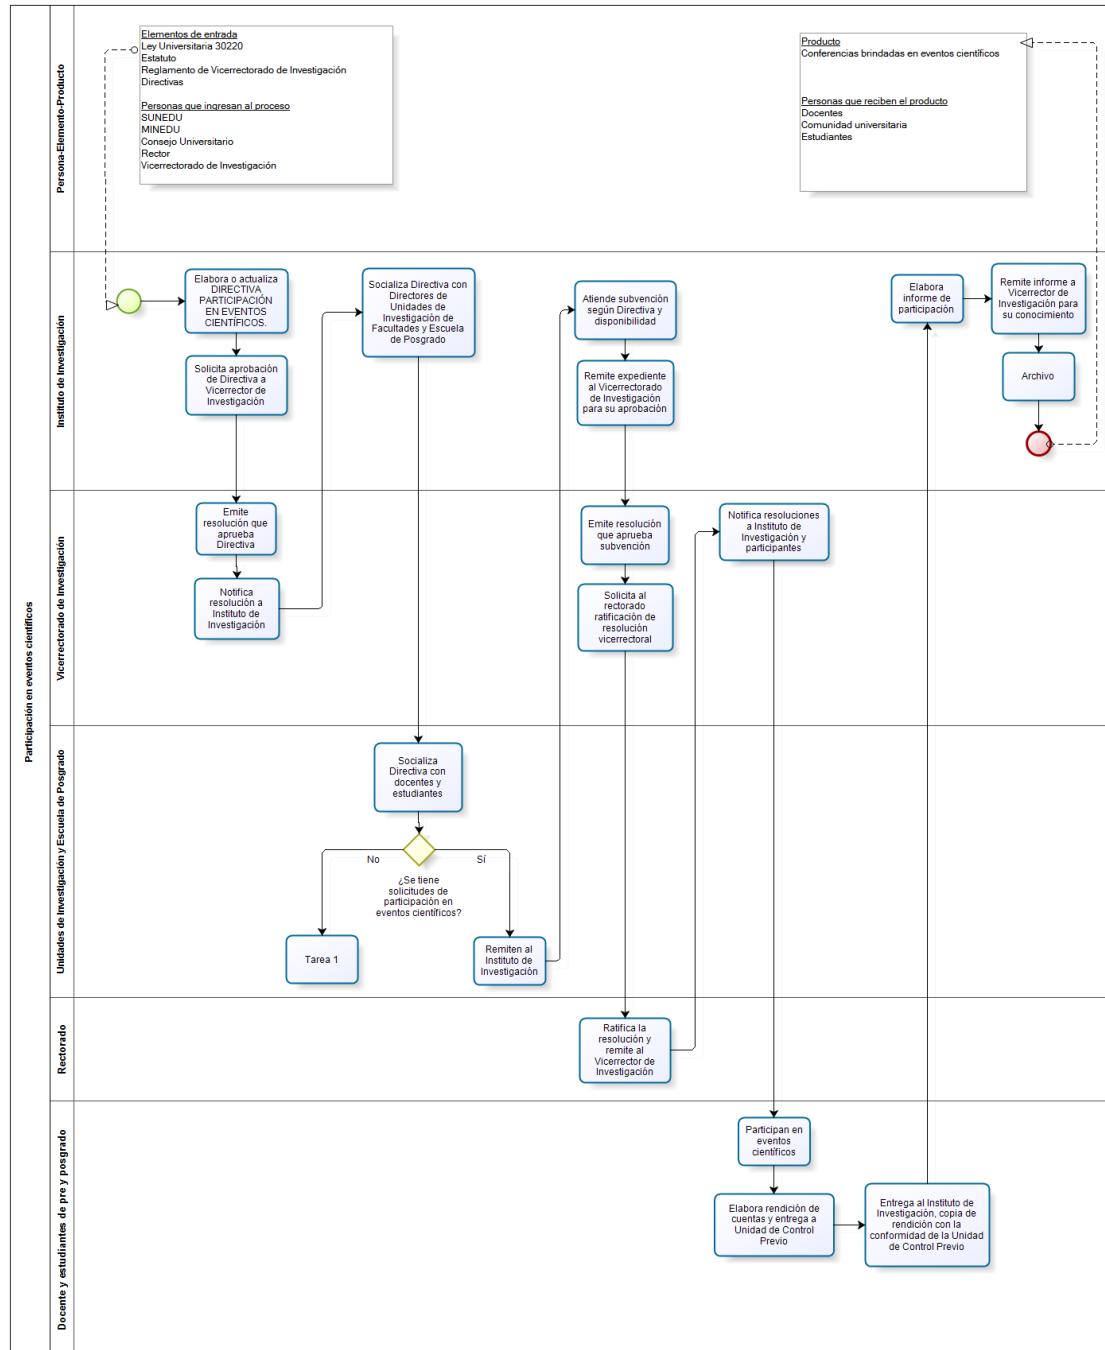 Participación en eventos científicos
Persona-Elemento-Producto
Elementos de entrada
Ley Universitaria 30220
Estatuto
Reglamento de Vicerrectorado de Investigación
Directivas
Personas que ingresan al proceso
SUNEDU
MINEDU
Consejo Universitario
Rector
Vicerrectorado de Investigación
Producto
Conferencias brindadas en eventos científicos
Personas que reciben el producto
Docentes
Comunidad universitaria
Estudiantes
Instituto de Investigación
Elabora o actualiza
DIRECTIVA
PARTICIPACIÓN
EN EVENTOS
CIENTÍFICOS.
Solicita aprobación
de Directiva a
Vicerrector de
Investigación
Socializa Directiva con
Directores de
Unidades de
Investigación de
Facultades y Escuela
de Posgrado
Atiende subvención
según Directiva y
disponibilidad
Remite expediente
al Vicerrectorado
de Investigación
para su aprobación
Elabora
informe de
participación
Remite informe a
Vicerrector de
Investigación para
su conocimiento
Archivo
Vicerrectorado de Investigación
Emite
resolución que
aprueba
Directiva
Notifica
resolución a
Instituto de
Investigación
Emite resolución
que aprueba
subvención
Solicita al
rectorado
ratificación de
resolución
vicerrectoral
Notifica resoluciones
a Instituto de
Investigación y
participantes
Unidades de Investigación y Escuela de Posgrado
Socializa
Directiva con
docentes y
estudiantes
No
Sí
¿Se tiene
solicitudes de
participación en
eventos científicos?
Tarea 1
Remiten al
Instituto de
Investigación
Rectorado
Ratifica la
resolución y
remite al
Vicerrector de
Investigación
Docente y estudiantes de pre y posgrado
Participan en
eventos
científicos
Elabora rendición de
cuentas y entrega a
Unidad de Control
Previo
Entrega al Instituto de
Investigación, copia de
rendición con la
conformidad de la Unidad
de Control Previo